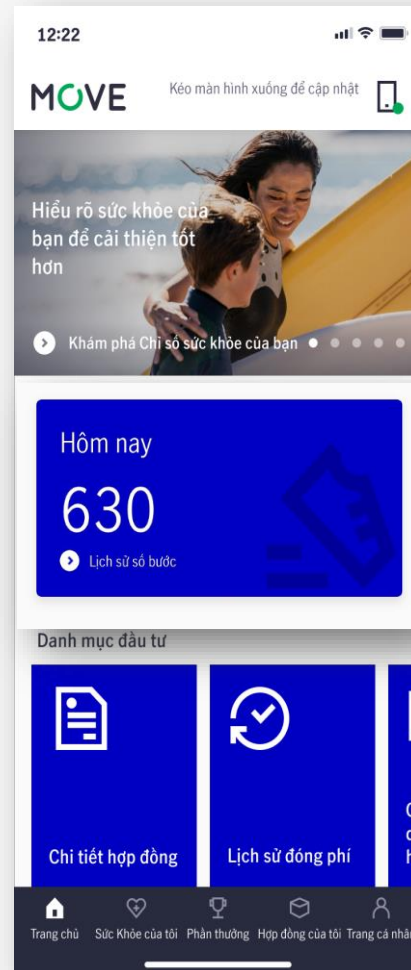 12:22
MOVE
Kéo màn hình xuống để cập nhật
Hiểu rõ sức khỏe của
bạn để cải thiện tốt
hơn
Khám phá Chỉ số sức khỏe của bạn
Hôm nay
630
Lịch sử số bước
Danh mục đầu tư
Chi tiết hợp đồng
Lịch sử đóng phí
Trang chủ
Sức Khỏe của tôi
Phần thưởng
Hợp đồng của tôi
Trang cá nhân